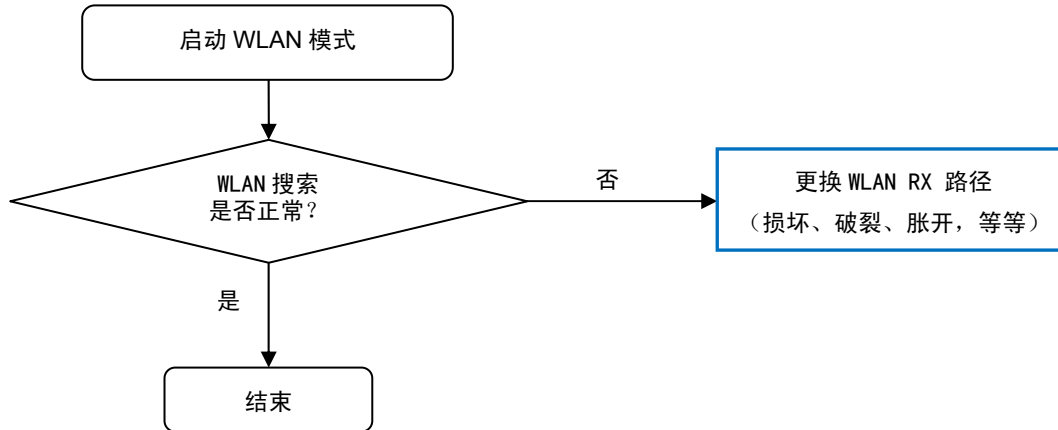 启动 WLAN 模式
WLAN 搜索
是否正常？
否
更换 WLAN RX 路径
（损坏、破裂、胀开，等等）
是
结束